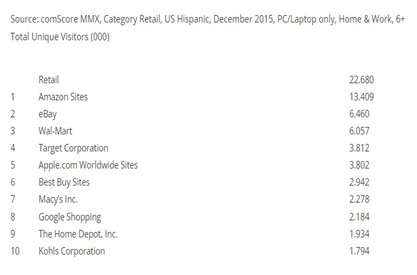 Source: comScore MMX, Category Retail, US Hispanic, December 2015, PC/Laptop only, Home & Work, 6+
Total Unique Visitors (000)
Retail 22.680
1 Amazon Sites 13.409
2 eBay 6.460
3 Wal-Mart 6.057
4 Target Corporation 3.812
5 Apple.com Worldwide Sites 3.802
6 Best Buy Sites 2.942
7 Macy's Inc. 2.278
8 Google Shopping 2.184
9 The Home Depot, Inc. 1.934
10 Kohls Corporation 1.794